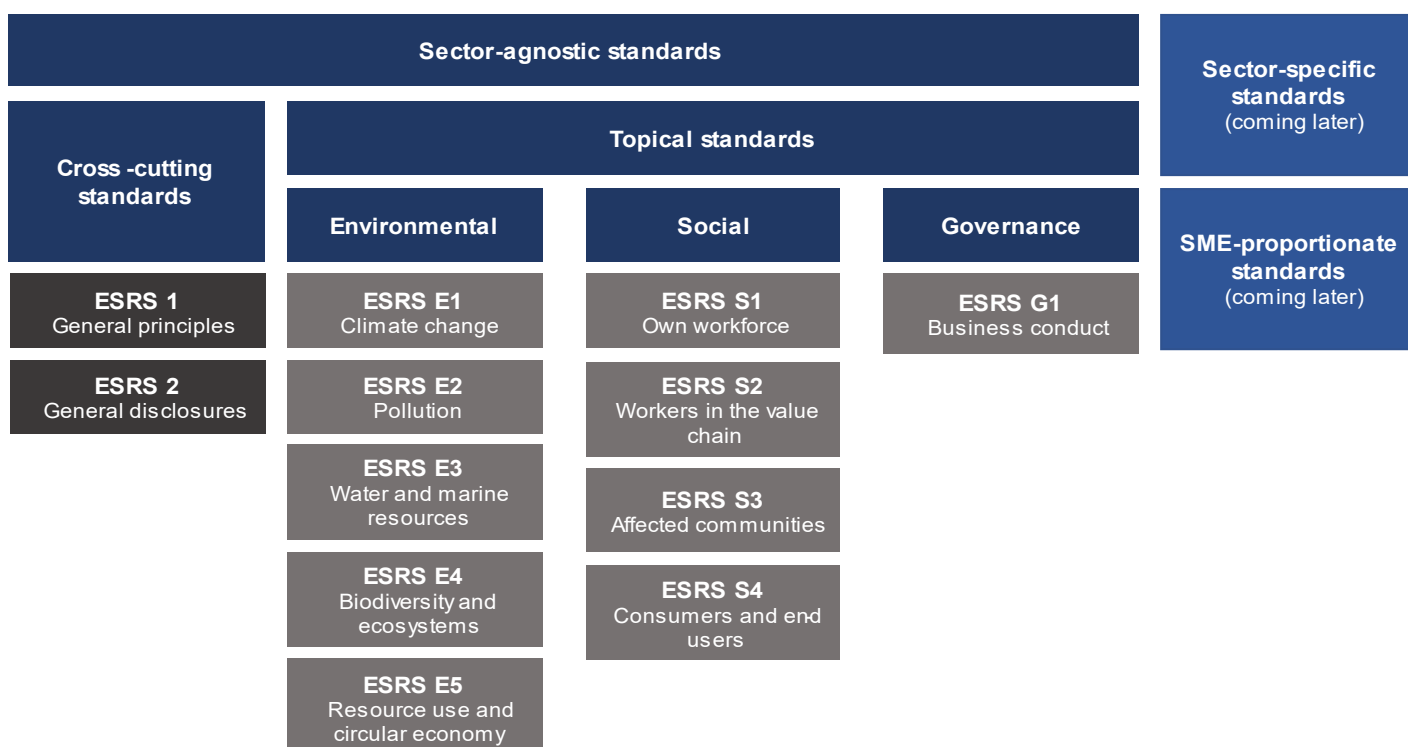 Sector-agnostic standards
Sector-specific
standards
(coming later)
Cross -cutting
standards
Topical standards
Environmental
Social
Governance
SME-proportionate
standards
(coming later)
ESRS 1
General principles
ESRS 2
General disclosures
ESRS E1
Climate change
ESRS E2
Pollution
ESRS E3
Water and marine
resources
ESRS E4
Biodiversity and
ecosystems
ESRS E5
Resource use and
circular economy
ESRS S1
Own workforce
ESRS S2
Workers in the value
chain
ESRS S3
Affected communities
ESRS S4
Consumers and end-
users
ESRS G1
Business conduct